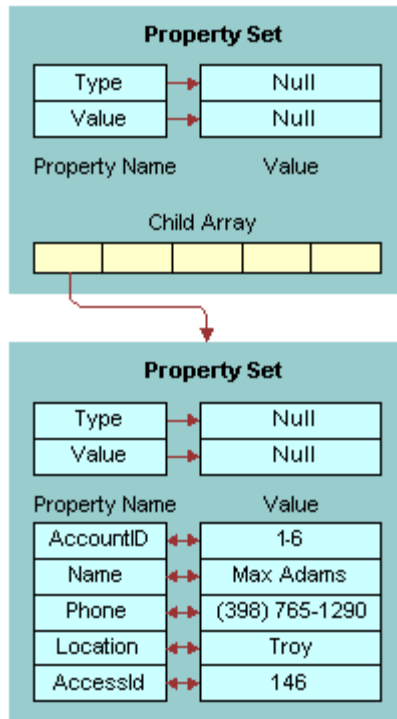 Property Set
Type Null
Value Null
Property Name Value
Child Array
Property Set
Type Null
Value Null
Property Name Value
AccountID 1-6
Name Max Adams
Phone (398) 765-1290
Location Troy
AccessId 146